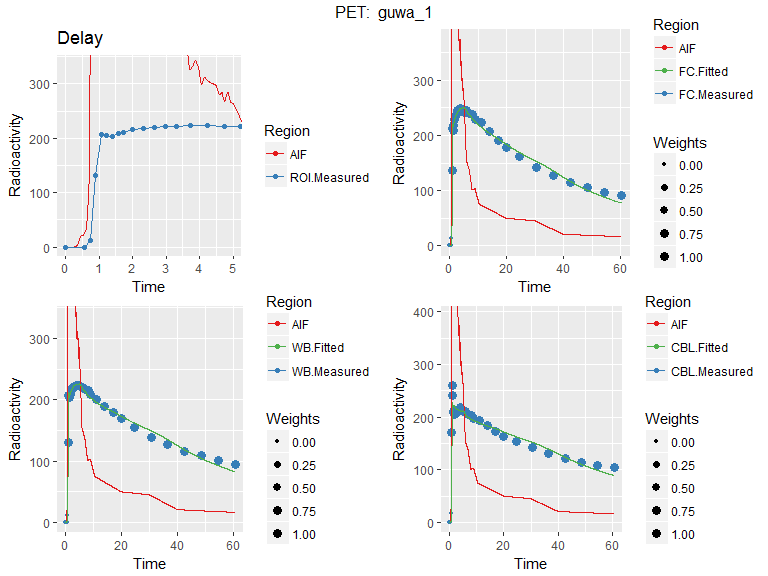 PET: guwa_1
Delay
Radioactivity
300
200
100
0
0
1
2
3
4
5
Time
Region
AIF
ROI.Measured
Radioactivity
300
200
100
0
0
20
40
60
Time
Region
AIF
FC.Fitted
FC.Measured
Weights
0.00
0.25
0.50
0.75
1.00
Radioactivity
300
200
100
0
0
20
40
60
Time
Region
AIF
WB.Fitted
WB.Measured
Weights
0.00
0.25
0.50
0.75
1.00
Radioactivity
400
300
200
100
0
0
20
40
60
Time
Region
AIF
CBL.Fitted
CBL.Measured
Weights
0.00
0.25
0.50
0.75
1.00